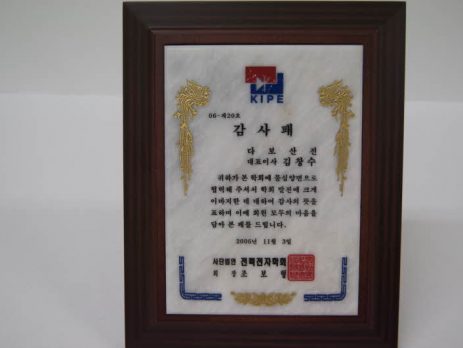 KIPE
06-제20호
감 사 패
다 보 산 전
대표이사 김 창 수
귀하가 본 학회에 물심양면으로
협력해 주셔서 학회 발전에 크게
이바지한 데 대하여 감사의 뜻을
표하며 이에 회원 모두의 마음을
담아 본 패를 드립니다.
2006년 11월 3일
사단법인 전력전자학회
회 장 조 보 형